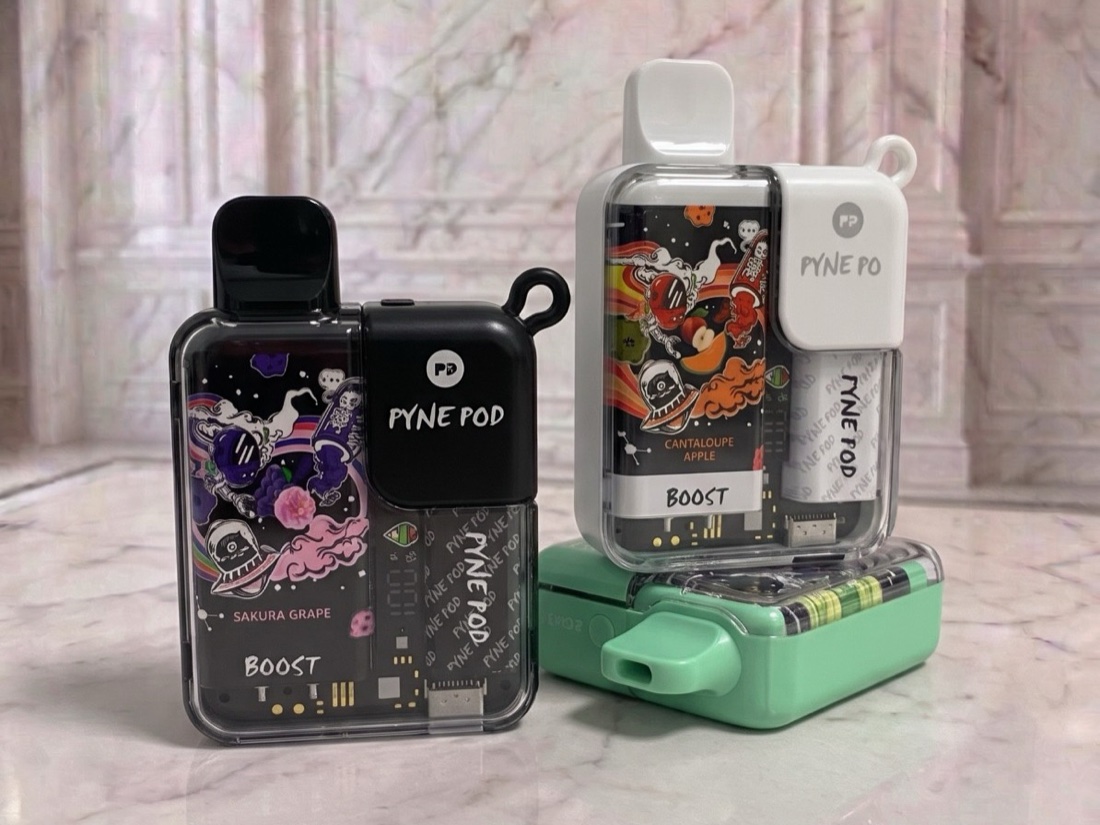 PP
PYNE POD
PYNE POD
SAKURA GRAPE
BOOST
PP
PYNE PO
PYNE POD
CANTALOUPE
APPLE
BOOST